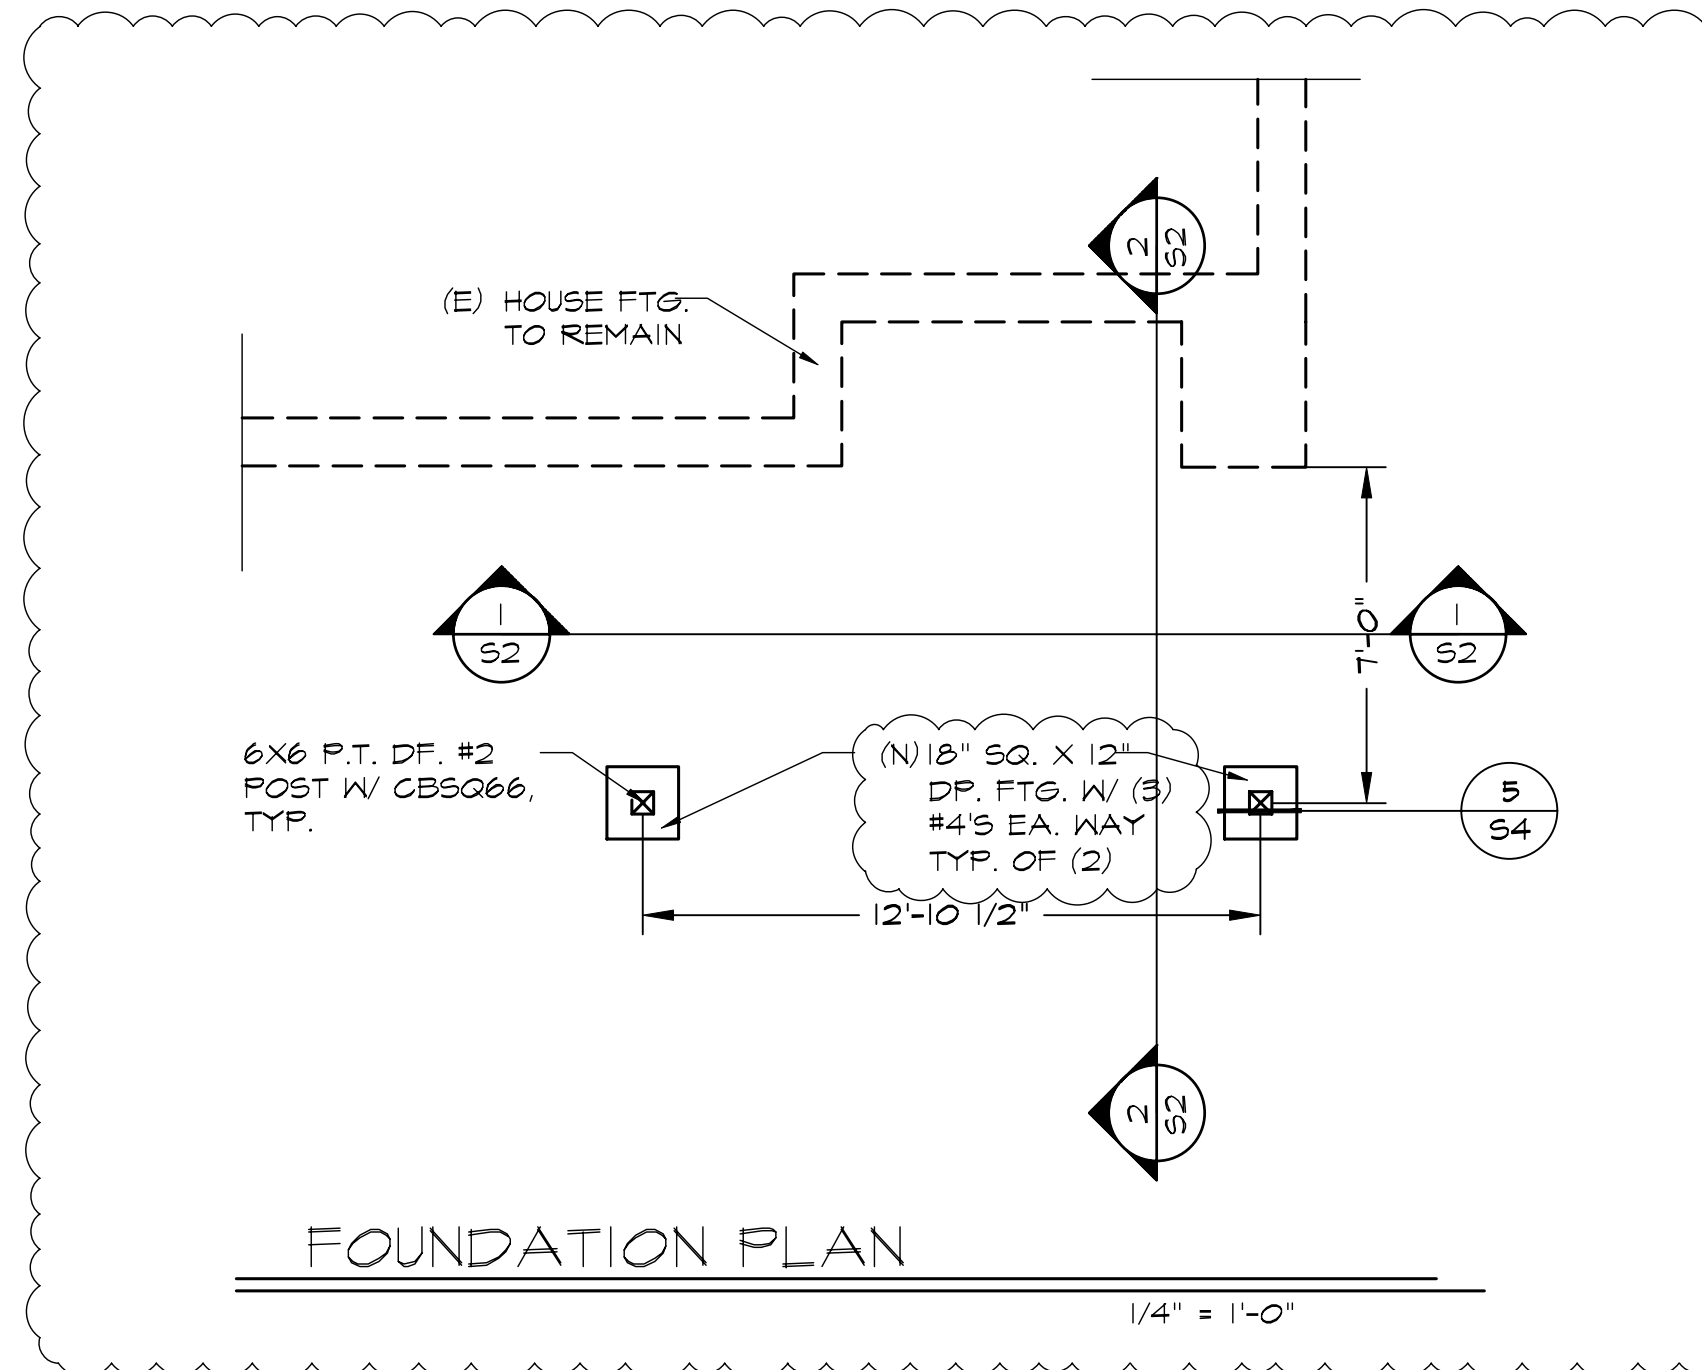 2
S2
(E) HOUSE FTG.
TO REMAIN
1
S2
7'-0"
1
S2
6X6 P.T. DF. #2
POST W/ CBSQ66,
TYP.
(N) 18" SQ. X 12"
DP. FTG. W/ (3)
#4'S EA. WAY
TYP. OF (2)
5
S4
12'-10 1/2"
2
S2
FOUNDATION PLAN
1/4" = 1'-0"